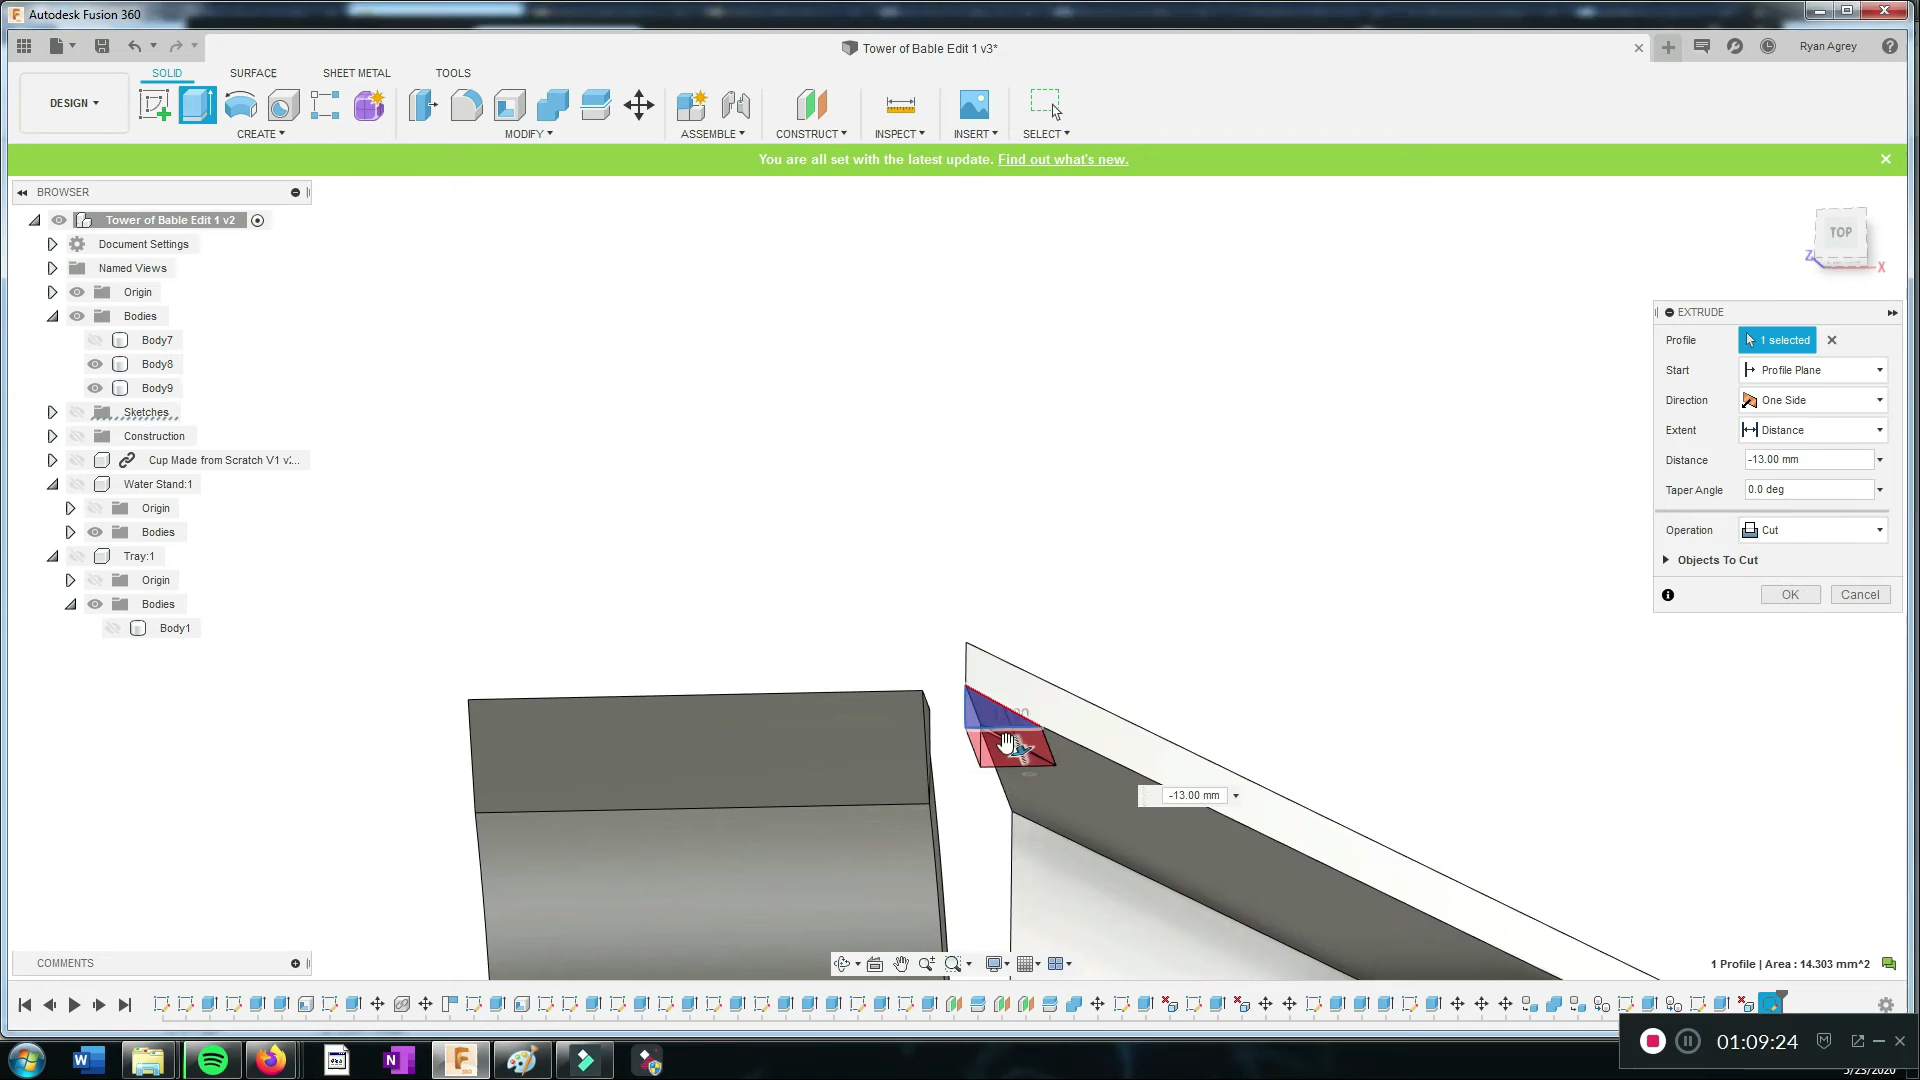 Autodesk Fusion 360
Tower of Bable Edit 1 v3*
Ryan Agrey
DESIGN
SOLID
SURFACE
SHEET METAL
TOOLS
CREATE
MODIFY
ASSEMBLE
CONSTRUCT
INSPECT
INSERT
SELECT
You are all set with the latest update. Find out what's new.
BROWSER
Tower of Bable Edit 1 v2
Document Settings
Named Views
Origin
Bodies
Body7
Body8
Body9
Sketches
Construction
Cup Made from Scratch V1 v:...
Water Stand:1
Origin
Bodies
Tray:1
Origin
Bodies
Body1
TOP
Z
X
EXTRUDE
Profile 1 selected
Start Profile Plane
Direction One Side
Extent Distance
Distance -13.00 mm
Taper Angle 0.0 deg
Operation Cut
Objects To Cut
OK Cancel
-13.00 mm
COMMENTS
1 Profile | Area : 14.303 mm^2
01:09:24
5/23/2020